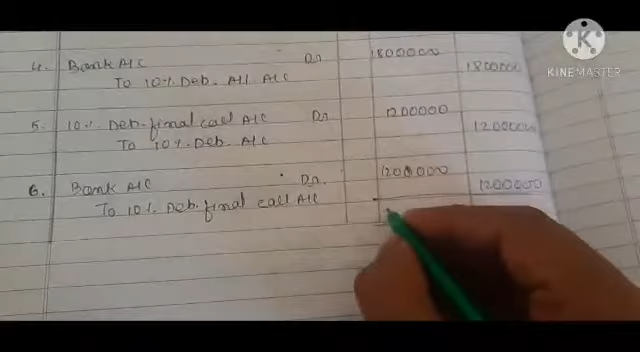 4. Bank A/C Dr. 1800000
To 10% Deb. All. A/C 1800000
5. 10% Deb. final call A/C Dr 1200000
To 10% Deb. A/C 1200000
6. Bank A/C Dr. 1200000
To 10% Deb. final call A/C 1200000
KINEMASTER